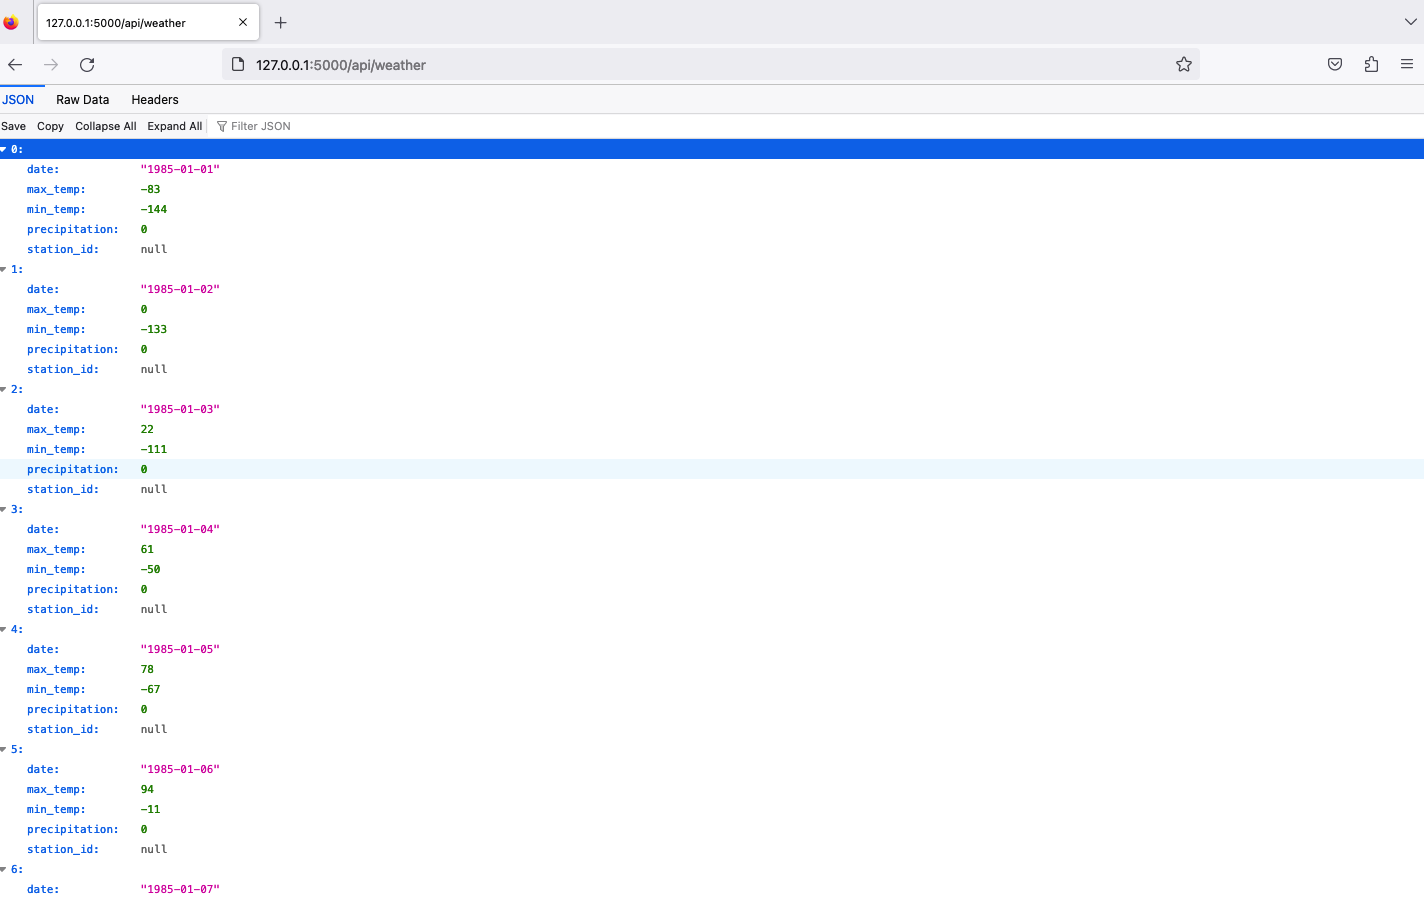 127.0.0.1:5000/api/weather
127.0.0.1:5000/api/weather
JSON Raw Data Headers
Save Copy Collapse All Expand All Filter JSON
0:
date: "1985-01-01"
max_temp: -83
min_temp: -144
precipitation: 0
station_id: null
1:
date: "1985-01-02"
max_temp: 0
min_temp: -133
precipitation: 0
station_id: null
2:
date: "1985-01-03"
max_temp: 22
min_temp: -111
precipitation: 0
station_id: null
3:
date: "1985-01-04"
max_temp: 61
min_temp: -50
precipitation: 0
station_id: null
4:
date: "1985-01-05"
max_temp: 78
min_temp: -67
precipitation: 0
station_id: null
5:
date: "1985-01-06"
max_temp: 94
min_temp: -11
precipitation: 0
station_id: null
6:
date: "1985-01-07"